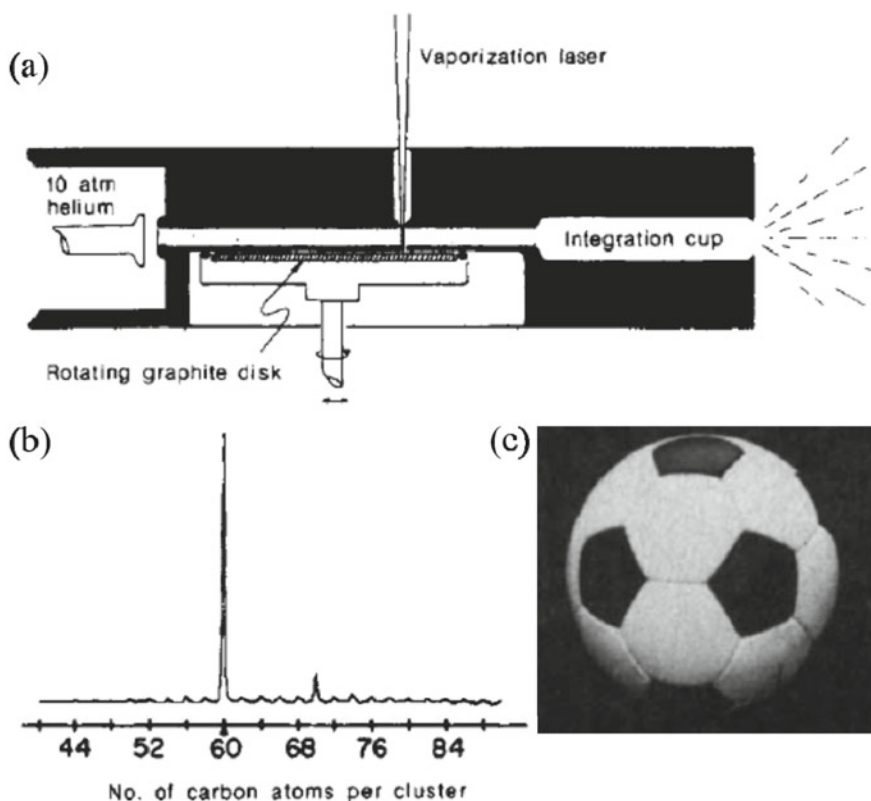 (a)
Vaporization laser
10 atm
helium
Integration cup
Rotating graphite disk
(b)
(c)
44 52 60 68 76 84
No. of carbon atoms per cluster